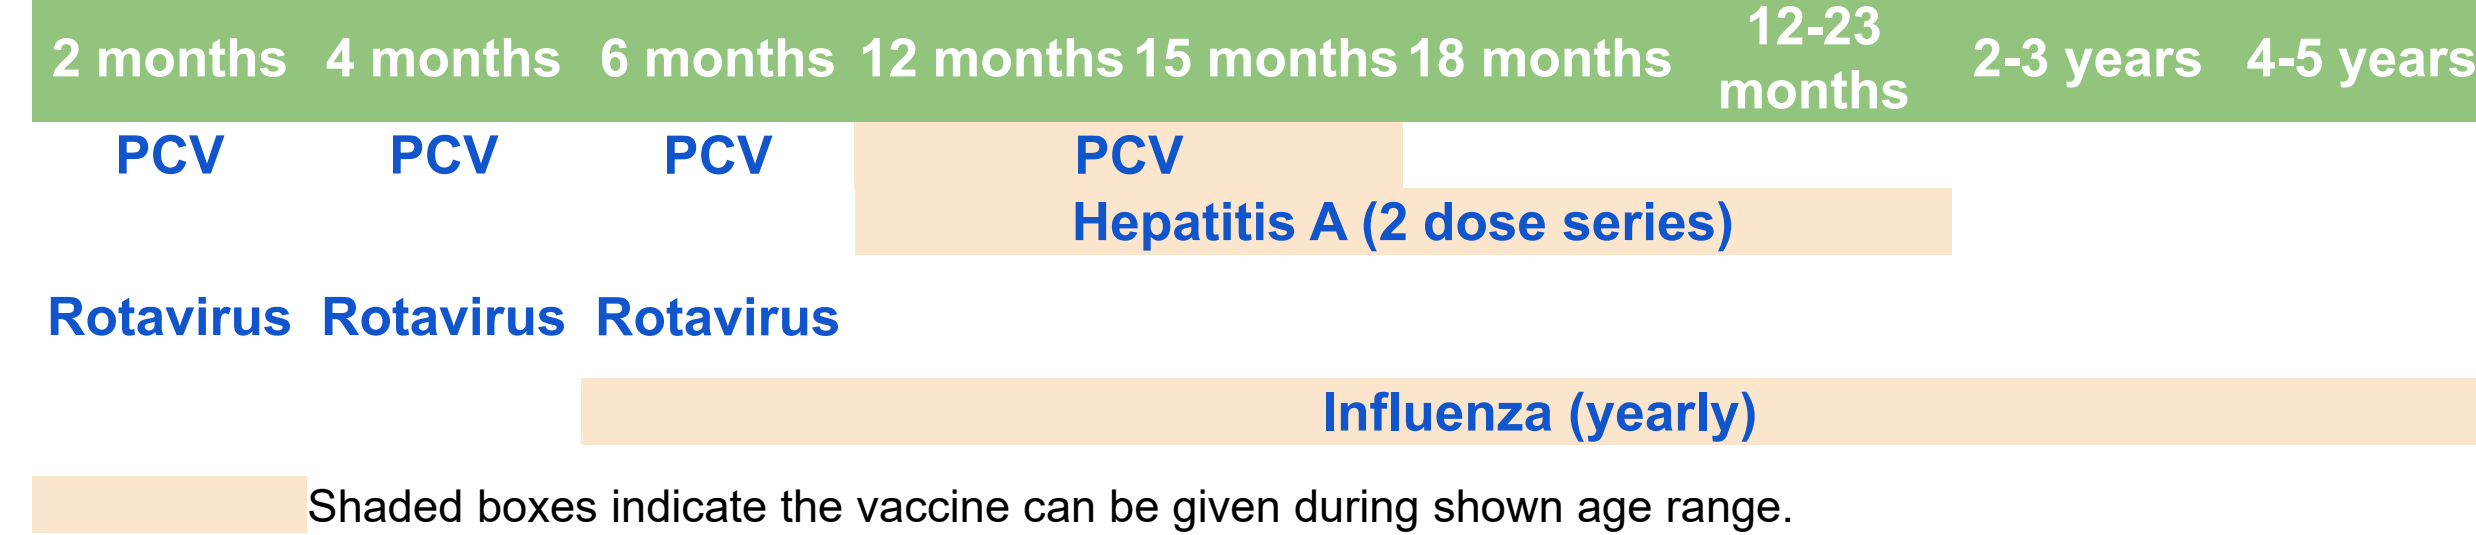 2 months 4 months 6 months 12 months 15 months 18 months 12-23 months 2-3 years 4-5 years
PCV PCV PCV PCV
Hepatitis A (2 dose series)
Rotavirus Rotavirus Rotavirus
Influenza (yearly)
Shaded boxes indicate the vaccine can be given during shown age range.